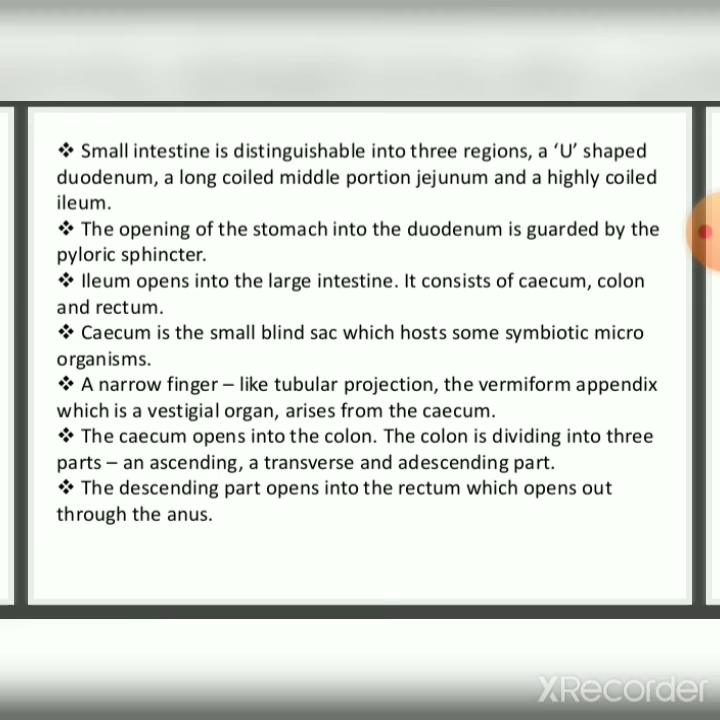 ❖ Small intestine is distinguishable into three regions, a ‘U’ shaped
duodenum, a long coiled middle portion jejunum and a highly coiled
ileum.
❖ The opening of the stomach into the duodenum is guarded by the
pyloric sphincter.
❖ Ileum opens into the large intestine. It consists of caecum, colon
and rectum.
❖ Caecum is the small blind sac which hosts some symbiotic micro
organisms.
❖ A narrow finger – like tubular projection, the vermiform appendix
which is a vestigial organ, arises from the caecum.
❖ The caecum opens into the colon. The colon is dividing into three
parts – an ascending, a transverse and adescending part.
❖ The descending part opens into the rectum which opens out
through the anus.
XRecorder